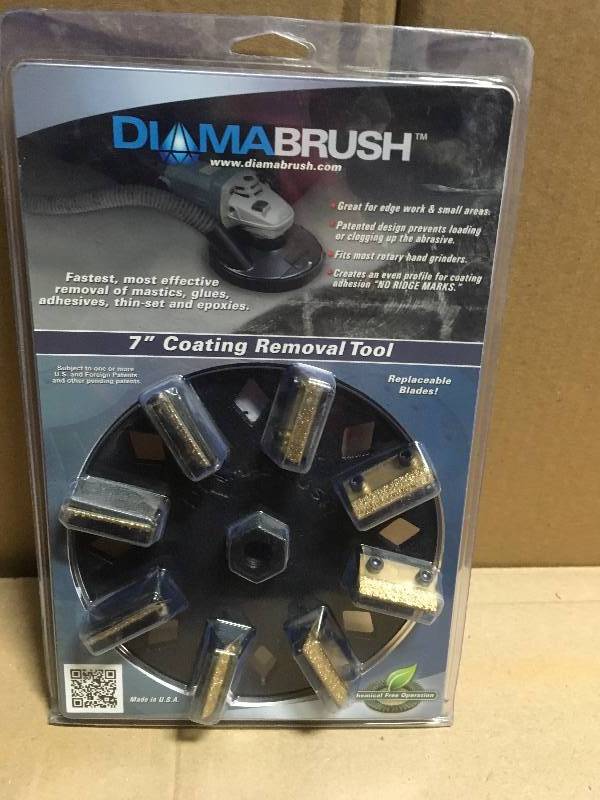 DIAMABRUSH™
www.diamabrush.com
Great for edge work & small areas.
Patented design prevents loading
or clogging up the abrasive.
Fits most rotary hand grinders.
Creates an even profile for coating
adhesion "NO RIDGE MARKS."
Fastest, most effective
removal of mastics, glues,
adhesives, thin-set and epoxies.
7" Coating Removal Tool
Subject to one or more
U.S. and Foreign Patents
and other pending patents.
Replaceable
Blades!
Made in U.S.A.
Chemical Free Operation